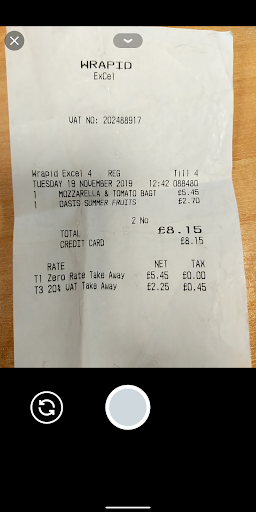 WRAPID
ExCel
VAT NO: 202488917
Wrapid Excel 4 REG Till 4
TUESDAY 19 NOVEMBER 2019 12:42 088480
1 MOZZARELLA & TOMATO BAGT £5.45
1 OASIS SUMMER FRUITS £2.70
2 No
TOTAL £8.15
CREDIT CARD £8.15
RATE NET TAX
T1 Zero Rate Take Away £5.45 £0.00
T3 20% VAT Take Away £2.25 £0.45